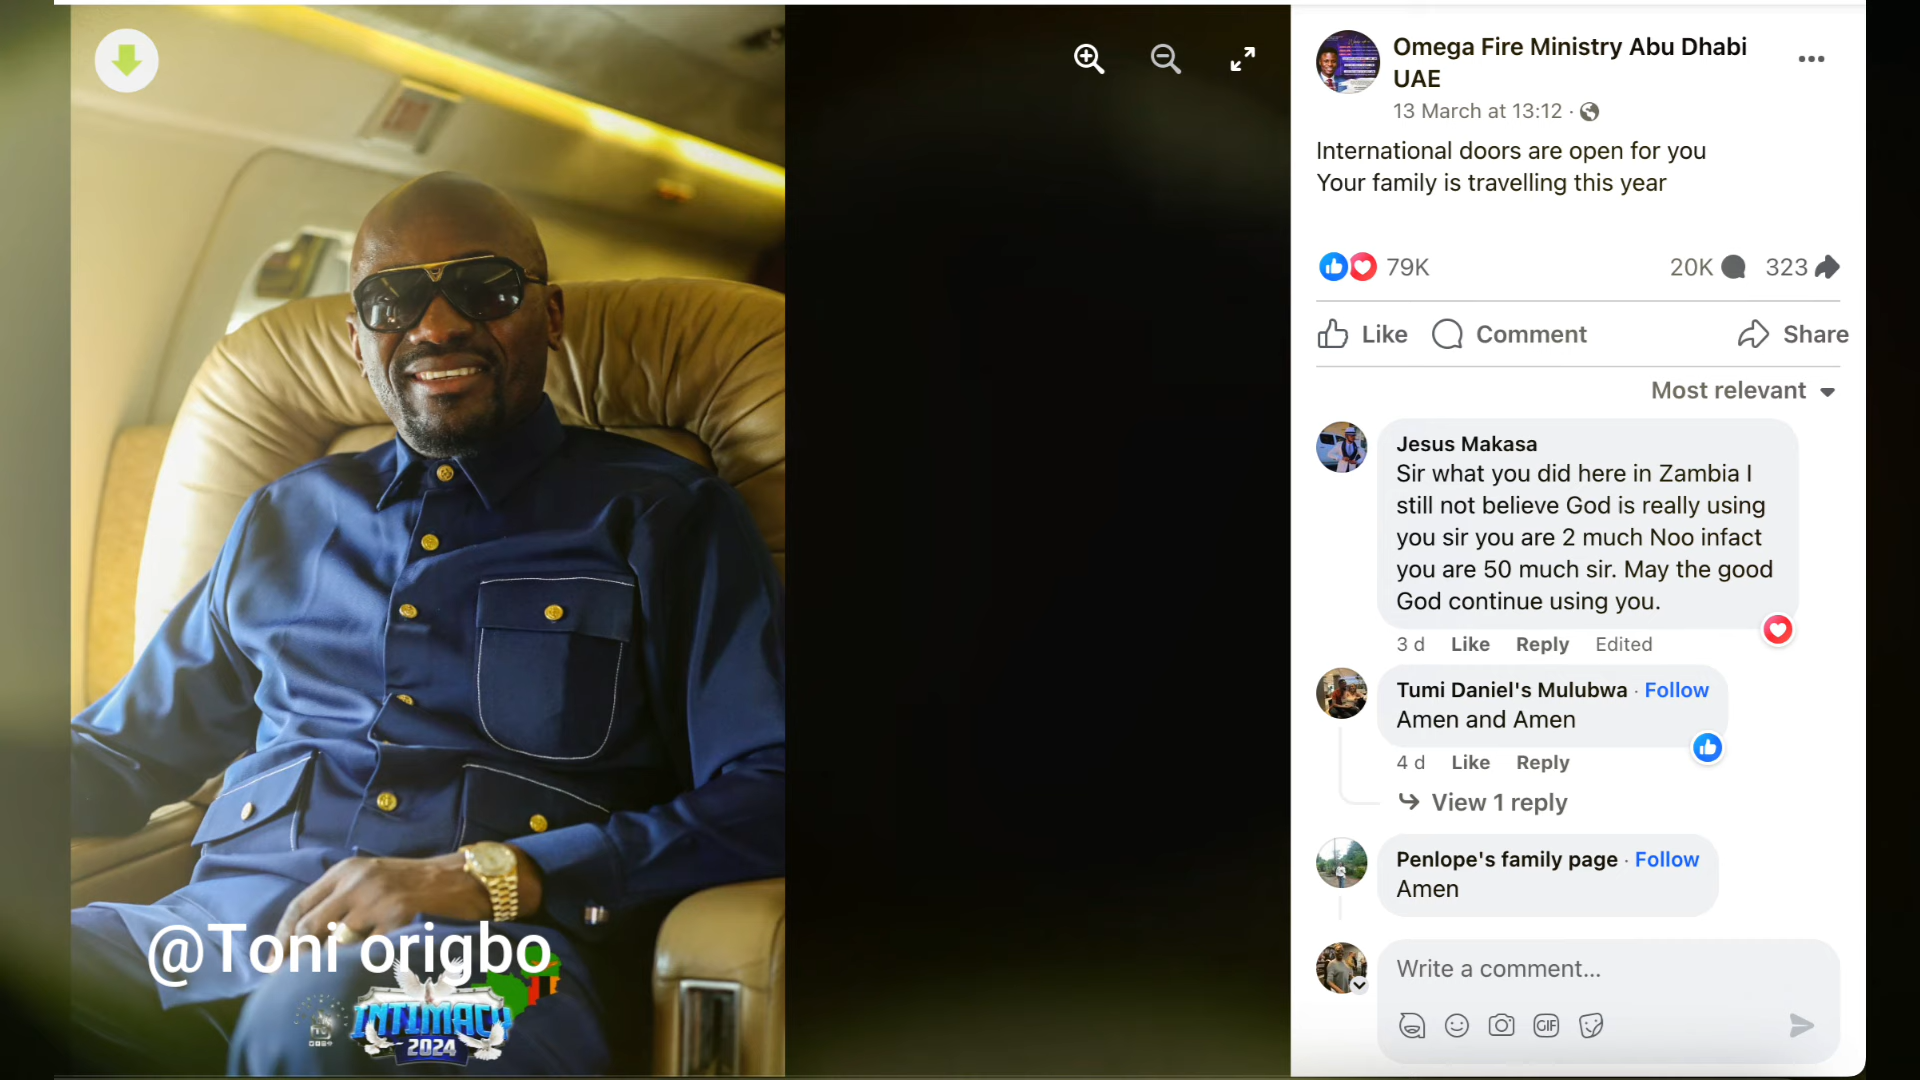 Omega Fire Ministry Abu Dhabi
UAE
13 March at 13:12 ·
International doors are open for you
Your family is travelling this year
79K
20K
323
Like
Comment
Share
Most relevant
Jesus Makasa
Sir what you did here in Zambia I
still not believe God is really using
you sir you are 2 much Noo infact
you are 50 much sir. May the good
God continue using you.
3 d Like Reply Edited
Tumi Daniel's Mulubwa · Follow
Amen and Amen
4 d Like Reply
View 1 reply
Penlope's family page · Follow
Amen
Write a comment...
GIF
@Toni origbo
INTIMACY
2024